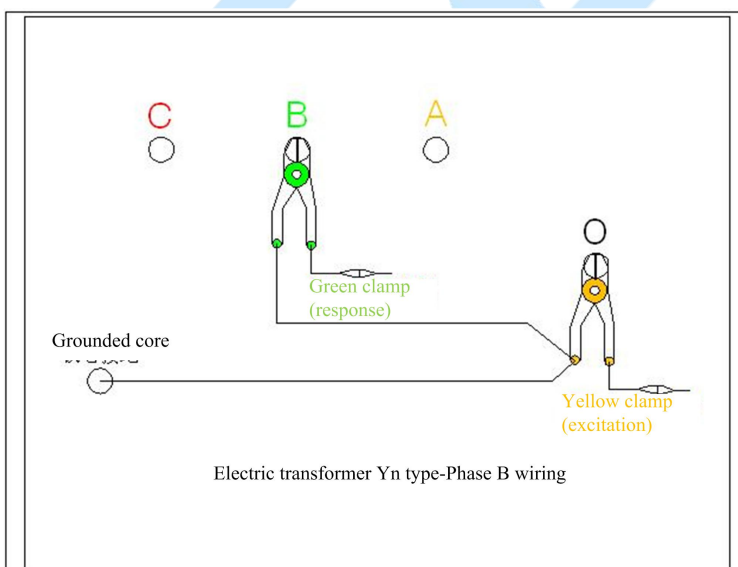 C
B
A
O
Green clamp
(response)
Grounded core
Yellow clamp
(excitation)
Electric transformer Yn type-Phase B wiring